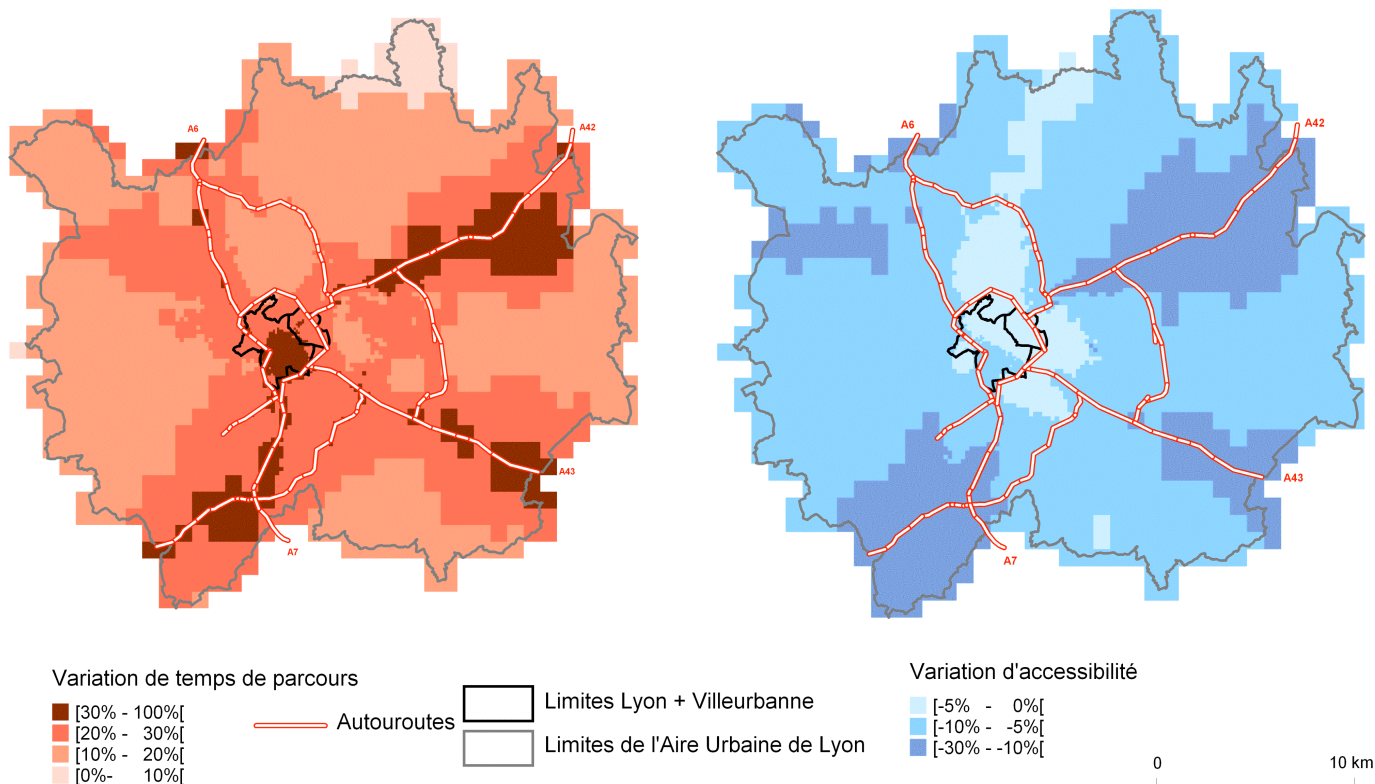 A6
A42
A43
A7
A6
A42
A43
A7
Variation de temps de parcours
[30% - 100%[
[20% - 30%[
[10% - 20%[
[0%- 10%[
Autouroutes
Limites Lyon + Villeurbanne
Limites de l'Aire Urbaine de Lyon
Variation d'accessibilité
[-5% - 0%[
[-10% - -5%[
[-30% - -10%[
0 10 km